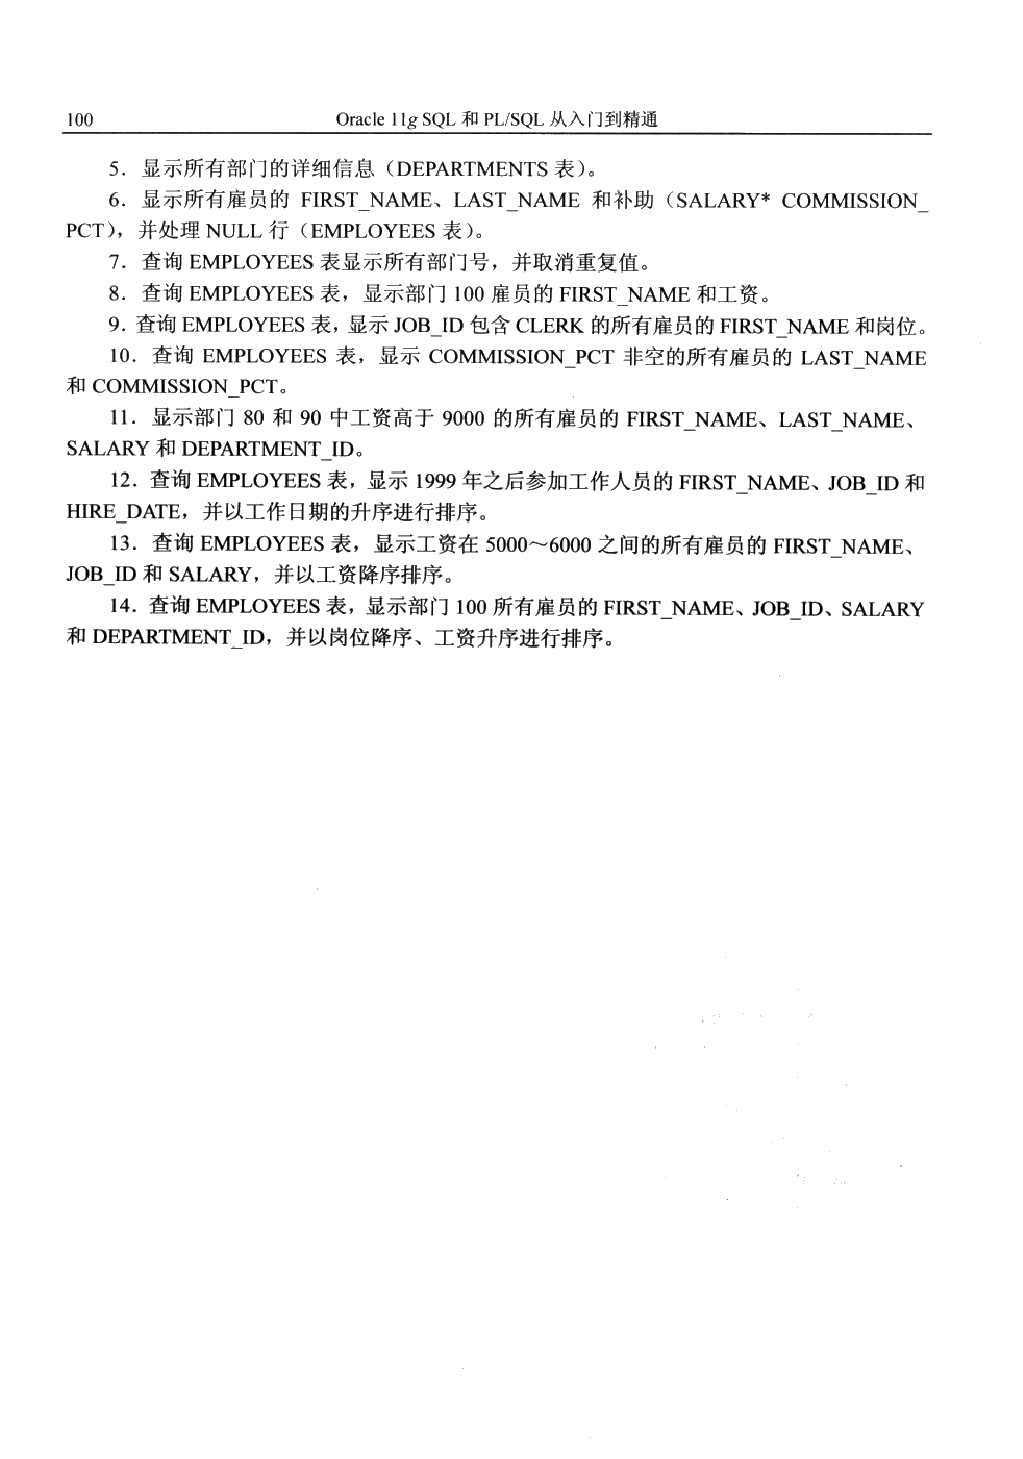 100 Oracle 11g SQL 和 PL/SQL 从入门到精通
5．显示所有部门的详细信息（DEPARTMENTS 表）。
6．显示所有雇员的 FIRST_NAME、LAST_NAME 和补助（SALARY* COMMISSION_
PCT），并处理 NULL 行（EMPLOYEES 表）。
7．查询 EMPLOYEES 表显示所有部门号，并取消重复值。
8．查询 EMPLOYEES 表，显示部门 100 雇员的 FIRST_NAME 和工资。
9．查询 EMPLOYEES 表，显示 JOB_ID 包含 CLERK 的所有雇员的 FIRST_NAME 和岗位。
10．查询 EMPLOYEES 表，显示 COMMISSION_PCT 非空的所有雇员的 LAST_NAME
和 COMMISSION_PCT。
11．显示部门 80 和 90 中工资高于 9000 的所有雇员的 FIRST_NAME、LAST_NAME、
SALARY 和 DEPARTMENT_ID。
12．查询 EMPLOYEES 表，显示 1999 年之后参加工作人员的 FIRST_NAME、JOB_ID 和
HIRE_DATE，并以工作日期的升序进行排序。
13．查询 EMPLOYEES 表，显示工资在 5000～6000 之间的所有雇员的 FIRST_NAME、
JOB_ID 和 SALARY，并以工资降序排序。
14．查询 EMPLOYEES 表，显示部门 100 所有雇员的 FIRST_NAME、JOB_ID、SALARY
和 DEPARTMENT_ID，并以岗位降序、工资升序进行排序。